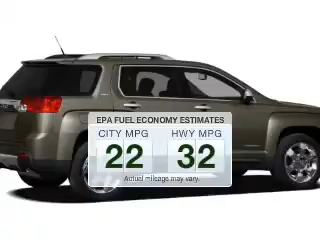 EPA FUEL ECONOMY ESTIMATES
CITY MPG HWY MPG
22 32
Actual mileage may vary.